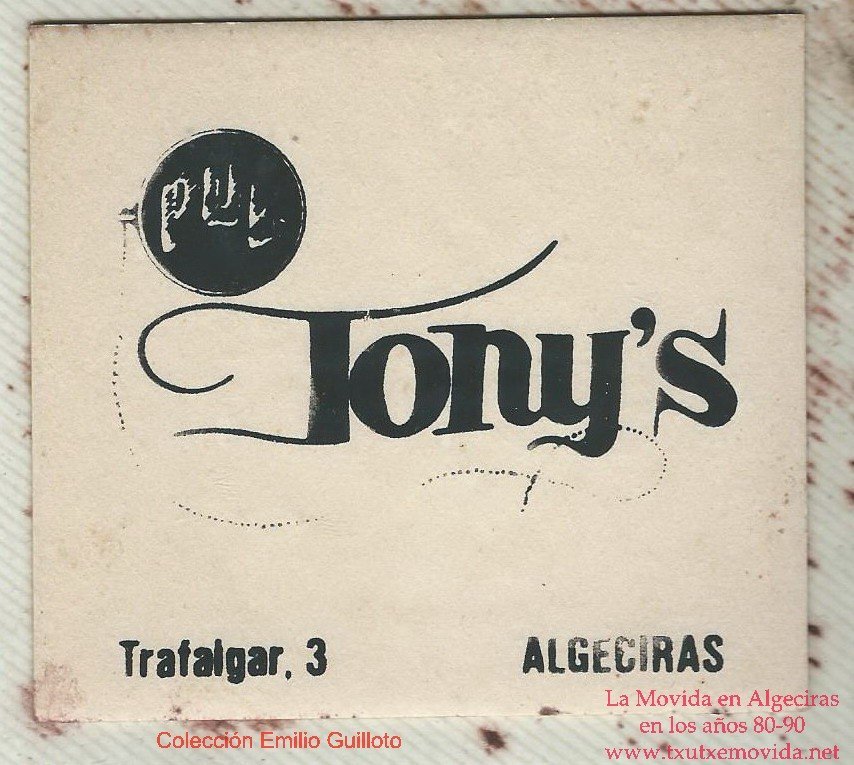 pub
Tony's
Trafalgar, 3
ALGECIRAS
La Movida en Algeciras
en los años 80-90
www.txutxemovida.net
Colección Emilio Guilloto